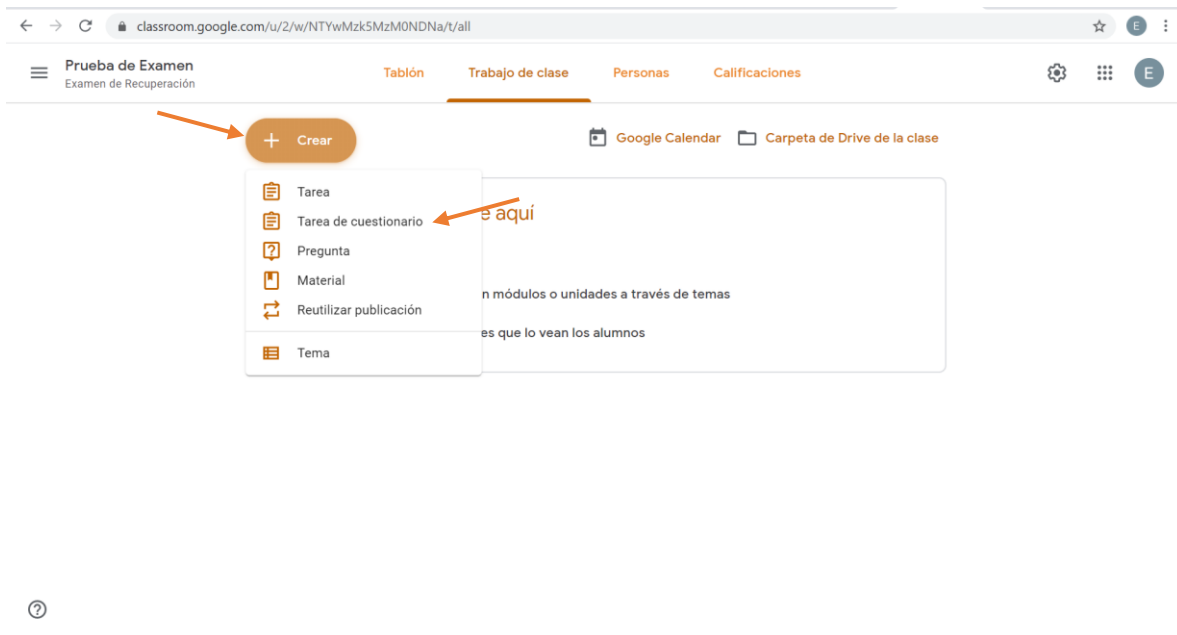 classroom.google.com/u/2/w/NTYwMzk5MzM0NDNa/t/all
E
Prueba de Examen
Examen de Recuperación
Tablón
Trabajo de clase
Personas
Calificaciones
E
Crear
Google Calendar
Carpeta de Drive de la clase
Tarea
Tarea de cuestionario
e aquí
Pregunta
Material
n módulos o unidades a través de temas
Reutilizar publicación
es que lo vean los alumnos
Tema